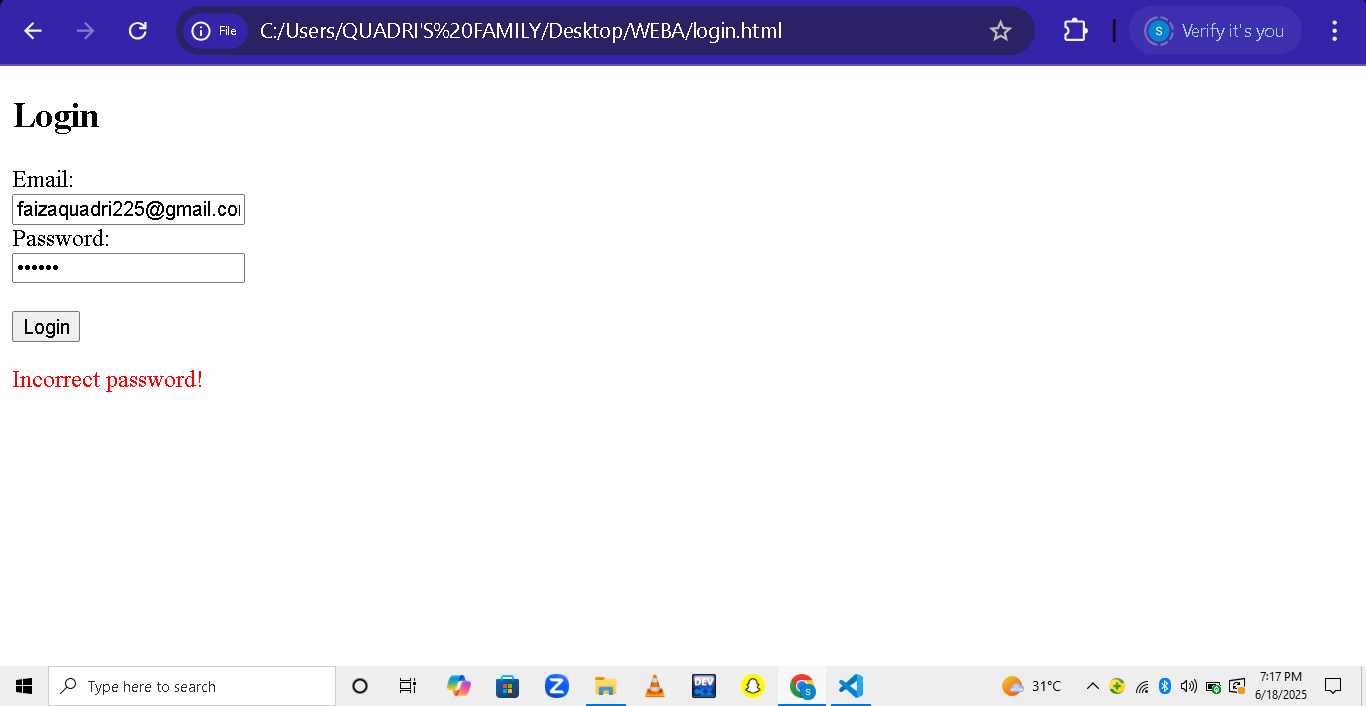 File C:/Users/QUADRI'S%20FAMILY/Desktop/WEBA/login.html S Verify it's you
Login
Email:
faizaquadri225@gmail.co
Password:
••••••
Login
Incorrect password!
Type here to search Z DEV S 31°C 7:17 PM
6/18/2025